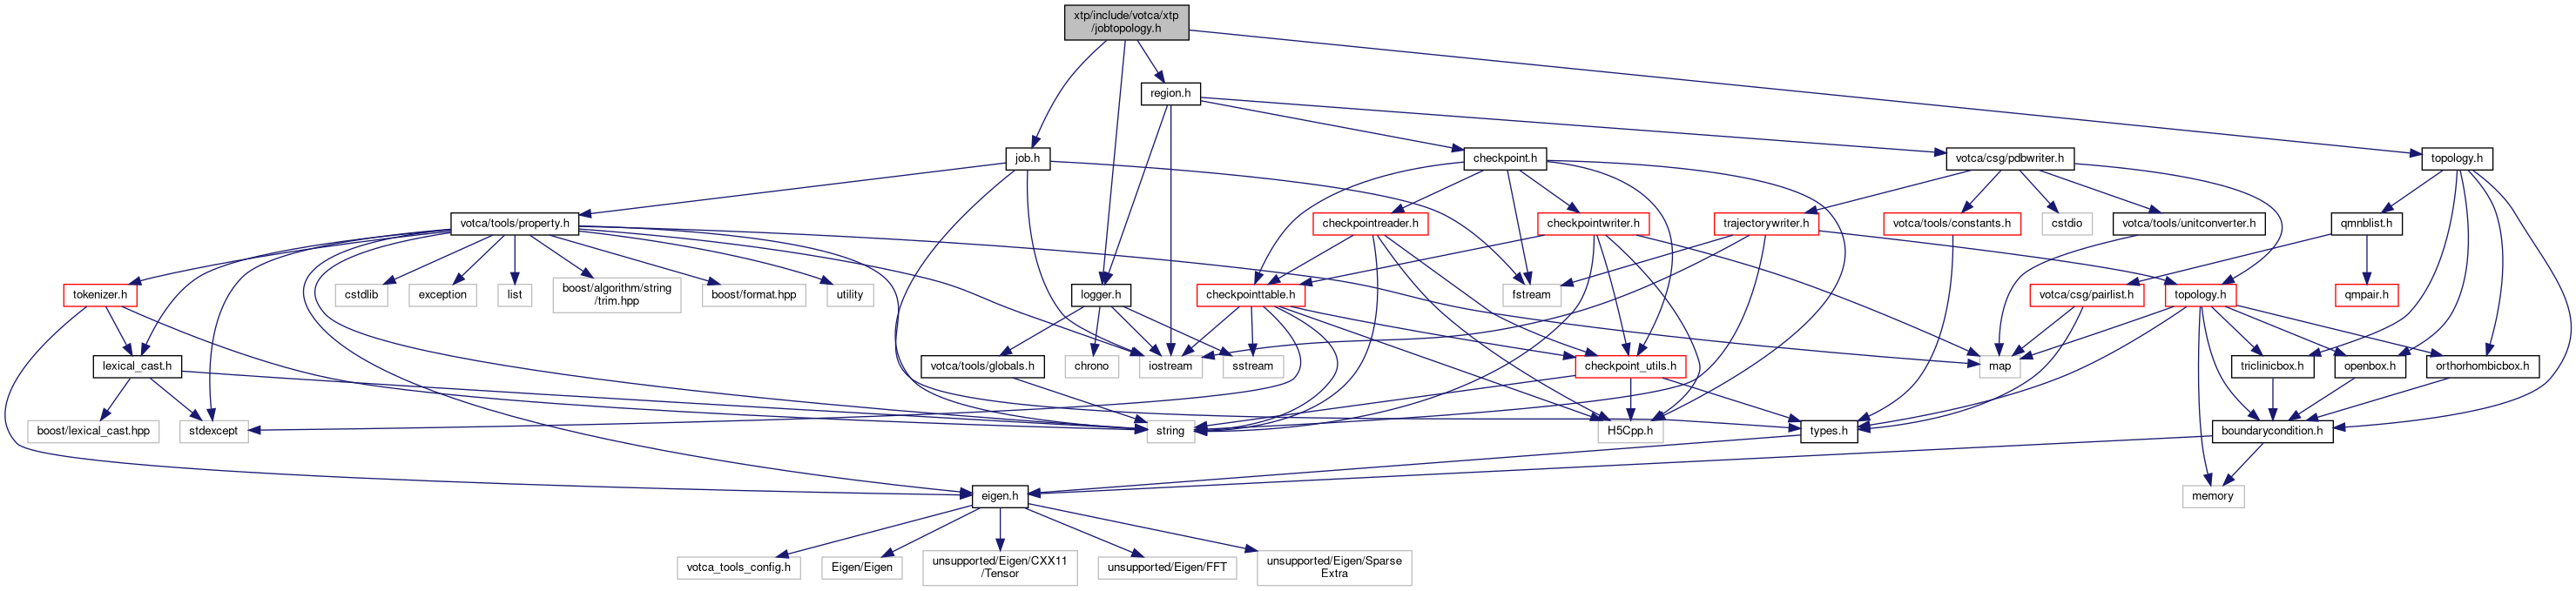 xtp/include/votca/xtp
/jobtopology.h
region.h
job.h
checkpoint.h
votca/csg/pdbwriter.h
topology.h
votca/tools/property.h
checkpointreader.h
checkpointwriter.h
trajectorywriter.h
votca/tools/constants.h
cstdio
votca/tools/unitconverter.h
qmnblist.h
tokenizer.h
cstdlib
exception
list
boost/algorithm/string
/trim.hpp
boost/format.hpp
utility
logger.h
checkpointtable.h
fstream
votca/csg/pairlist.h
topology.h
qmpair.h
lexical_cast.h
votca/tools/globals.h
chrono
iostream
sstream
checkpoint_utils.h
map
triclinicbox.h
openbox.h
orthorhombicbox.h
boost/lexical_cast.hpp
stdexcept
string
H5Cpp.h
types.h
boundarycondition.h
eigen.h
memory
votca_tools_config.h
Eigen/Eigen
unsupported/Eigen/CXX11
/Tensor
unsupported/Eigen/FFT
unsupported/Eigen/Sparse
Extra